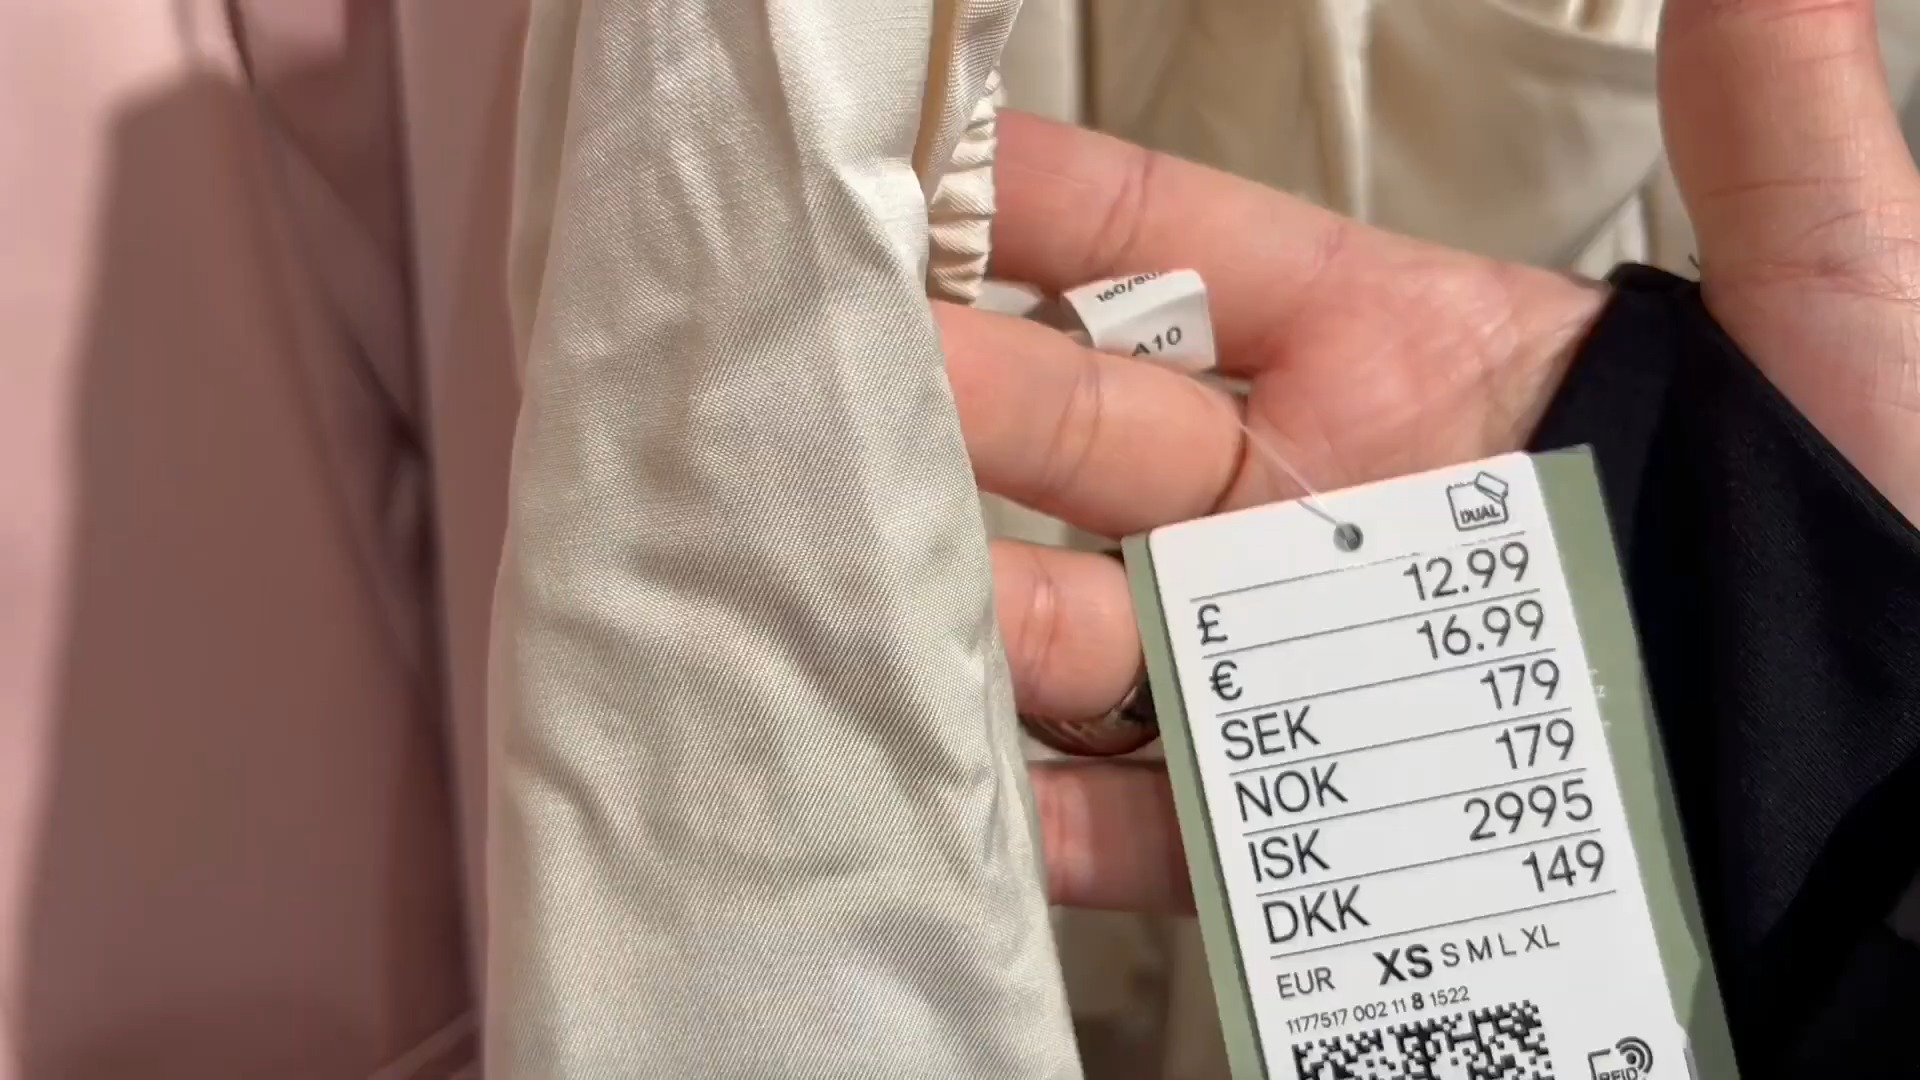 160/80A
A10
DUAL
£ 12.99
€ 16.99
SEK 179
NOK 179
ISK 2995
DKK 149
EUR XS S M L XL
1177517 002 11 8 1522
RFID